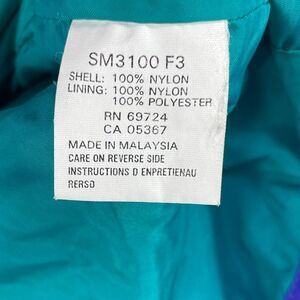 SM3100 F3
SHELL: 100% NYLON
LINING: 100% NYLON
100% POLYESTER
RN 69724
CA 05367
MADE IN MALAYSIA
CARE ON REVERSE SIDE
INSTRUCTIONS D ENPRETIENAU
RERSO